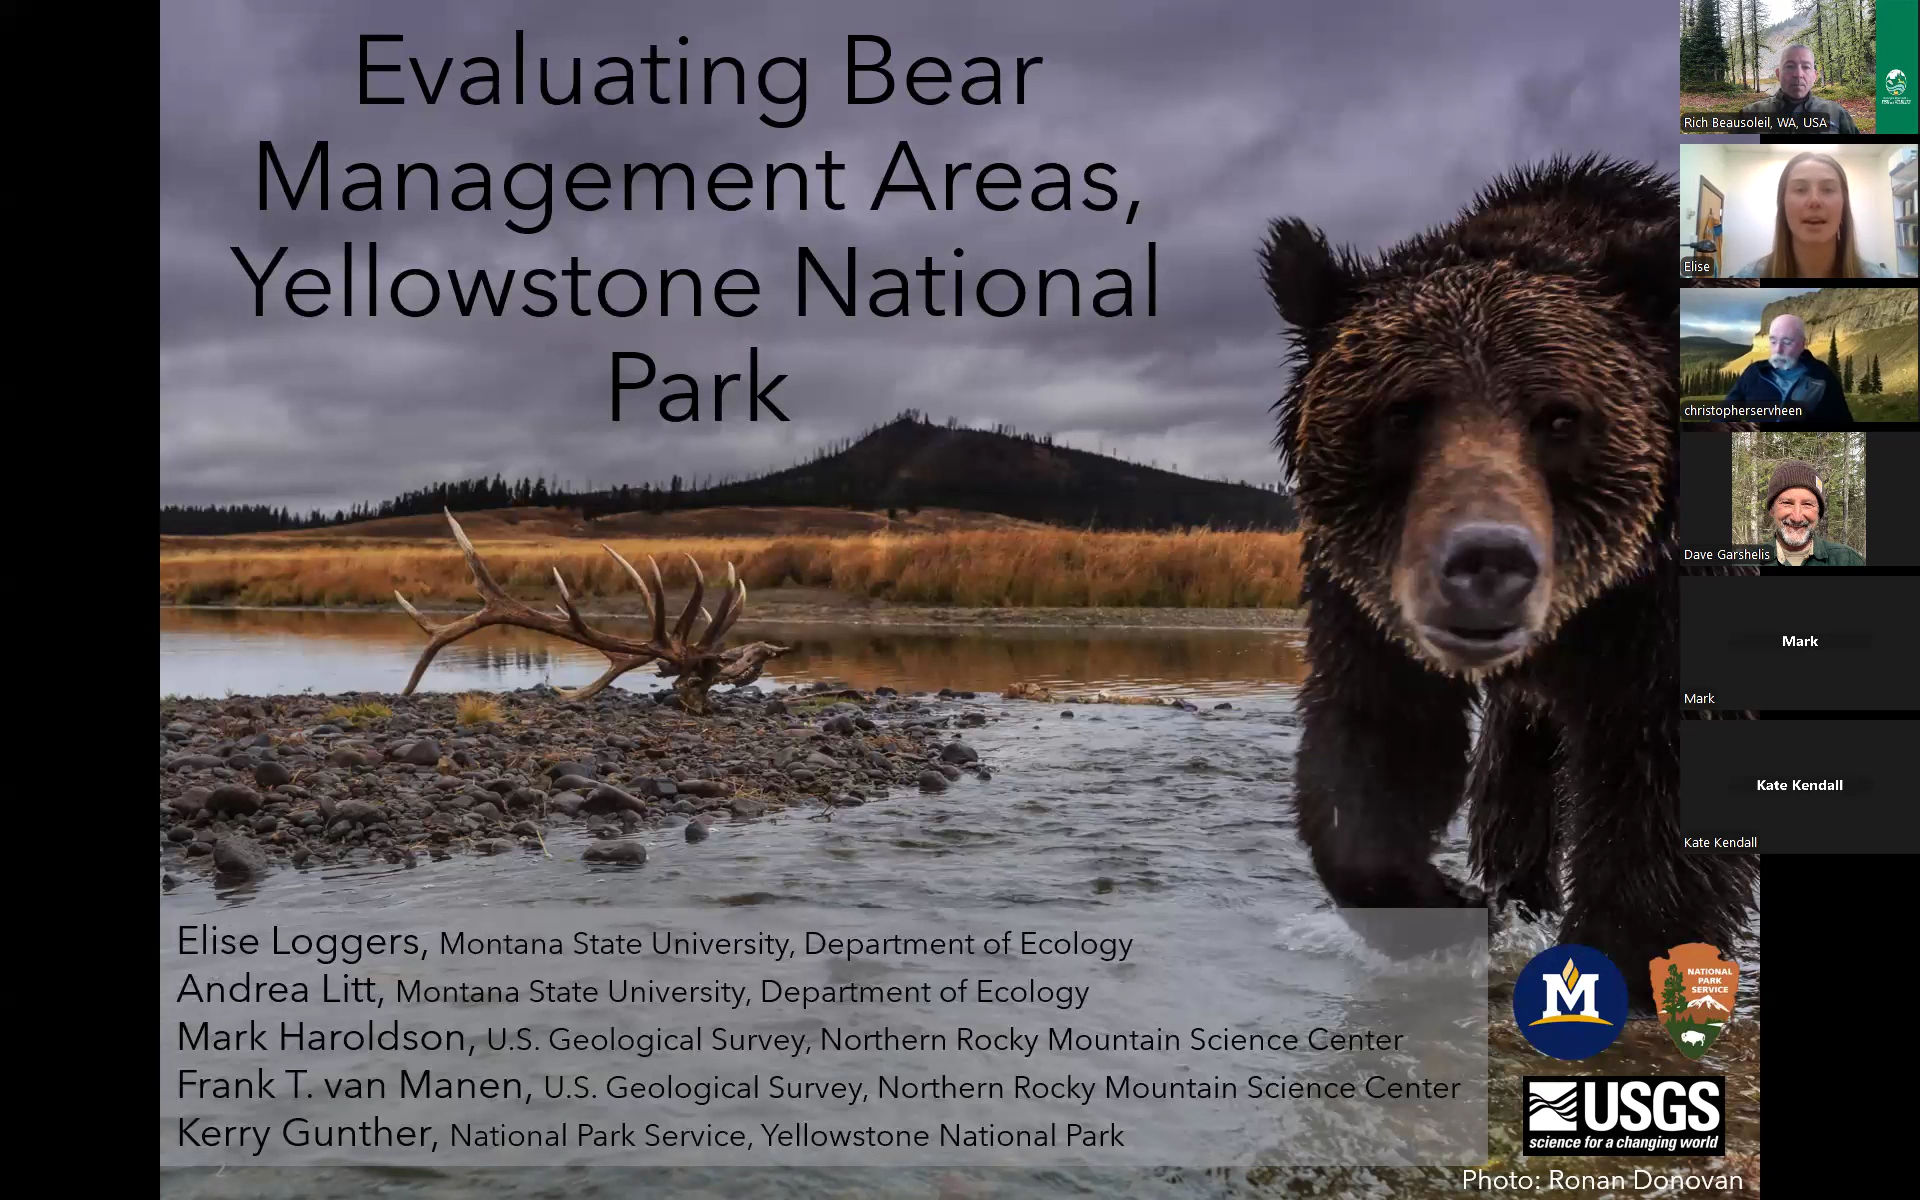 Evaluating Bear
Management Areas,
Yellowstone National
Park
Elise Loggers, Montana State University, Department of Ecology
Andrea Litt, Montana State University, Department of Ecology
Mark Haroldson, U.S. Geological Survey, Northern Rocky Mountain Science Center
Frank T. van Manen, U.S. Geological Survey, Northern Rocky Mountain Science Center
Kerry Gunther, National Park Service, Yellowstone National Park
M
NATIONAL
PARK
SERVICE
USGS
science for a changing world
Photo: Ronan Donovan
Rich Beausoleil, WA, USA
Elise
christopherservheen
Dave Garshelis
Mark
Mark
Kate Kendall
Kate Kendall